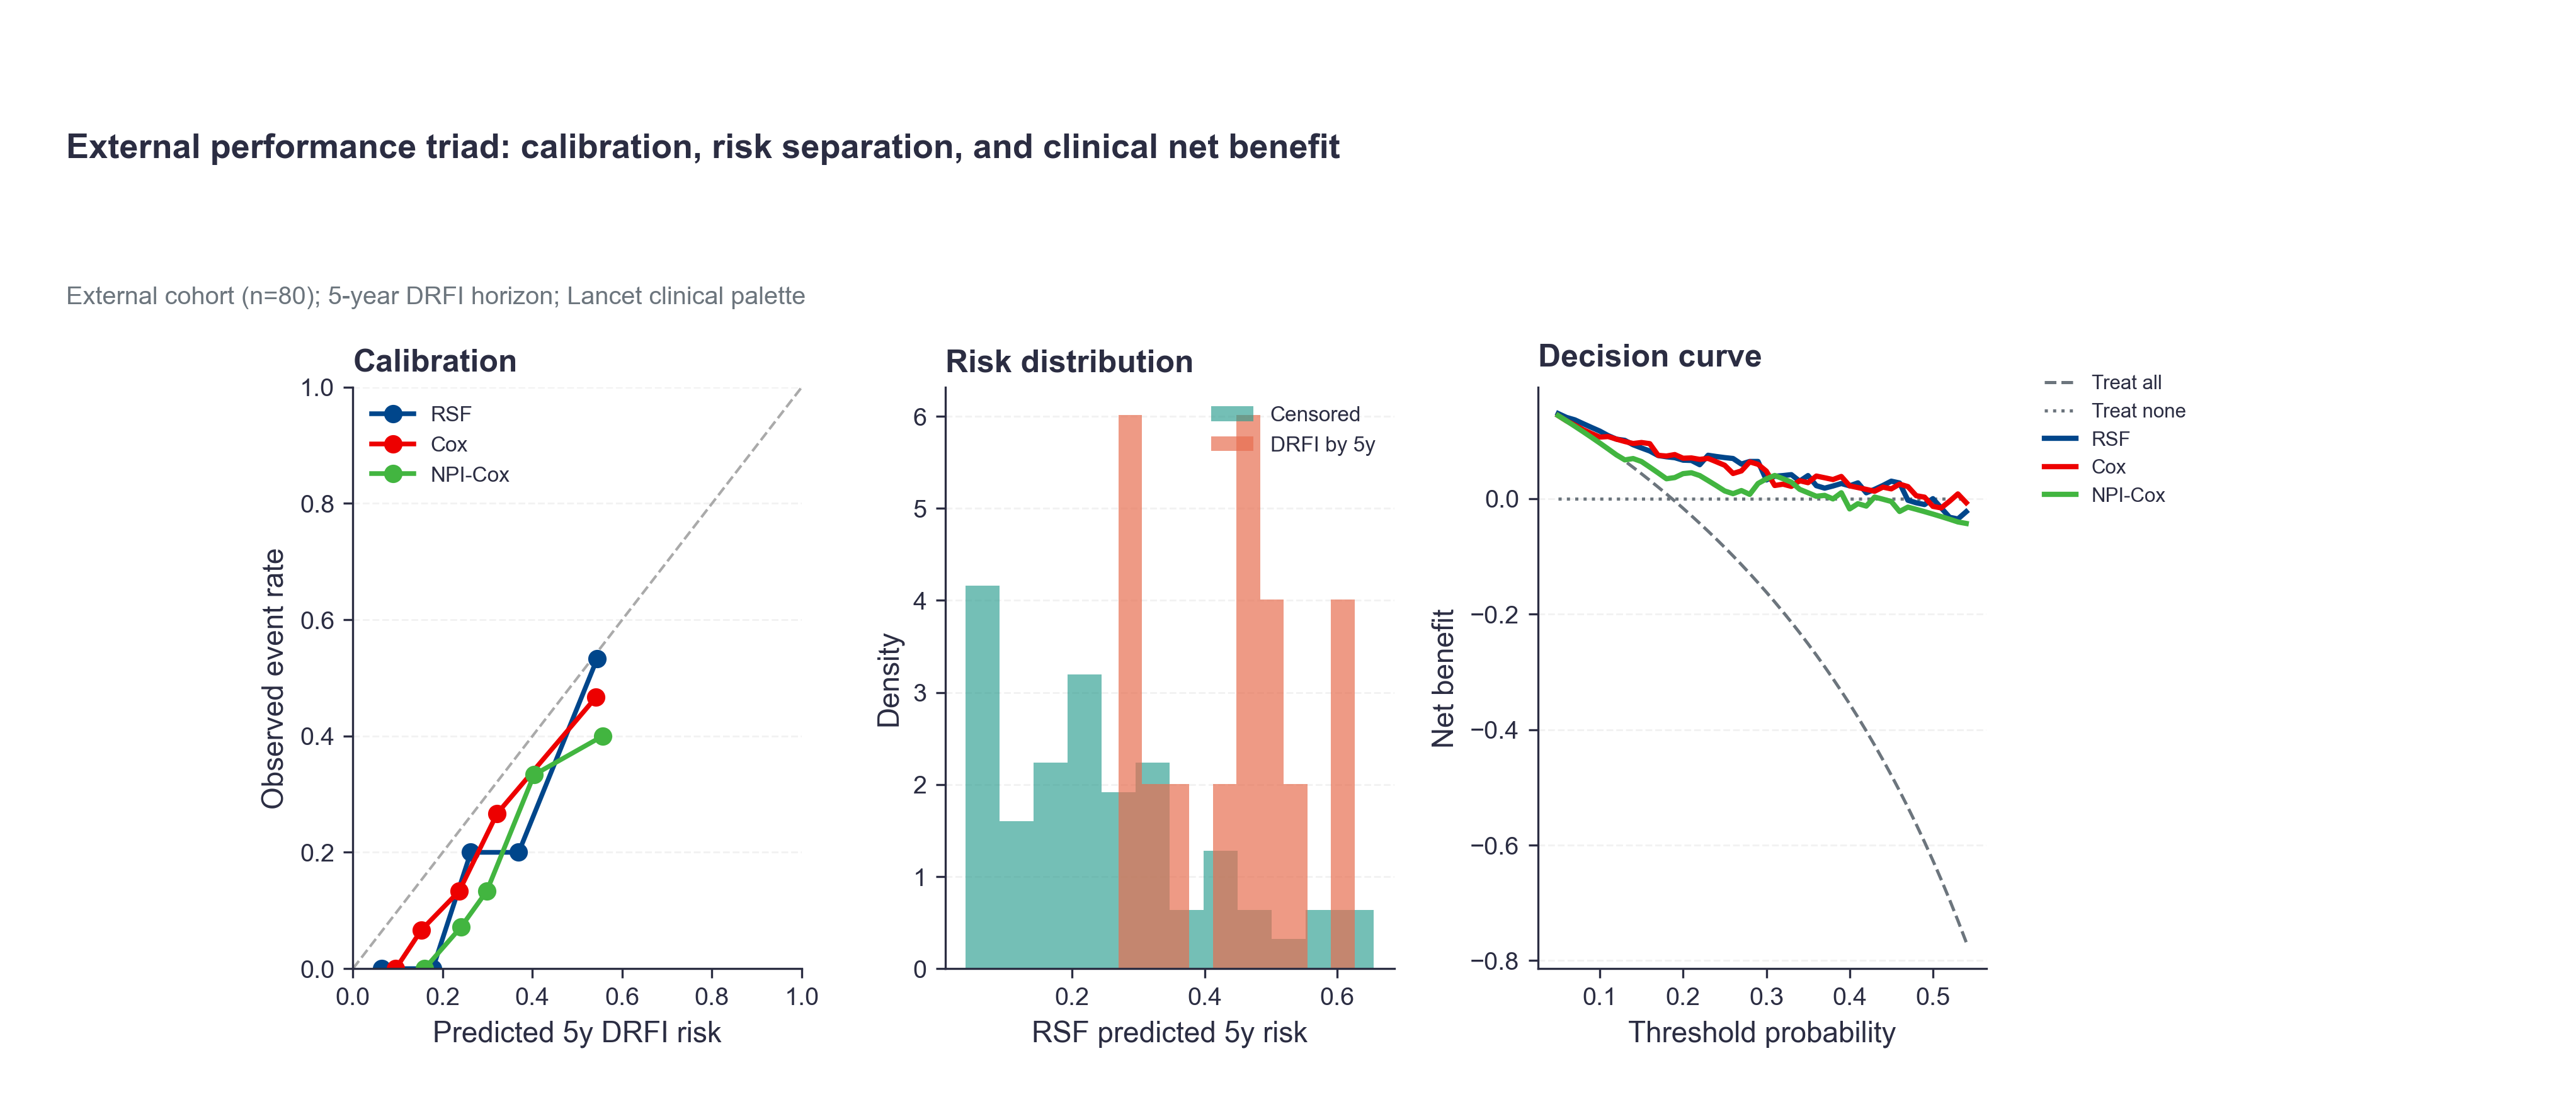 External performance triad: calibration, risk separation, and clinical net benefit
External cohort (n=80); 5-year DRFI horizon; Lancet clinical palette
Calibration
1.0
0.8
0.6
0.4
0.2
0.0
Observed event rate
RSF
Cox
NPI-Cox
0.0 0.2 0.4 0.6 0.8 1.0
Predicted 5y DRFI risk
Risk distribution
6
5
4
3
2
1
0
Density
Censored
DRFI by 5y
0.2 0.4 0.6
RSF predicted 5y risk
Decision curve
0.0
−0.2
−0.4
−0.6
−0.8
Net benefit
0.1 0.2 0.3 0.4 0.5
Threshold probability
Treat all
Treat none
RSF
Cox
NPI-Cox